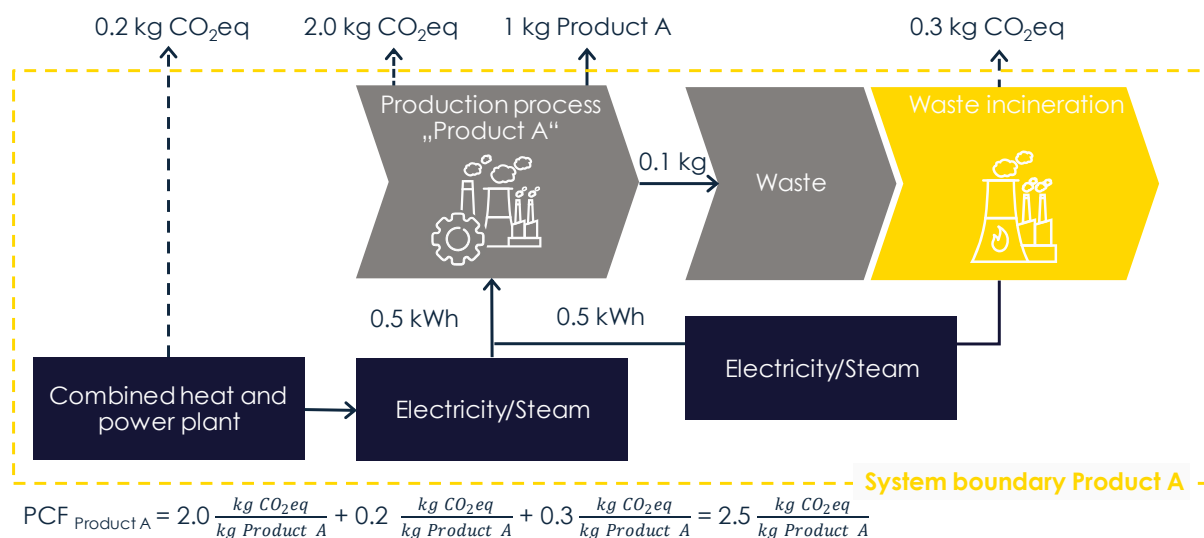 0.2 kg CO₂eq
2.0 kg CO₂eq
1 kg Product A
0.3 kg CO₂eq
Production process
„Product A“
Waste incineration
0.1 kg
Waste
0.5 kWh
0.5 kWh
Combined heat and
power plant
Electricity/Steam
Electricity/Steam
System boundary Product A
PCF Product A = 2.0 kg CO₂eq/kg Product A + 0.2 kg CO₂eq/kg Product A + 0.3 kg CO₂eq/kg Product A = 2.5 kg CO₂eq/kg Product A